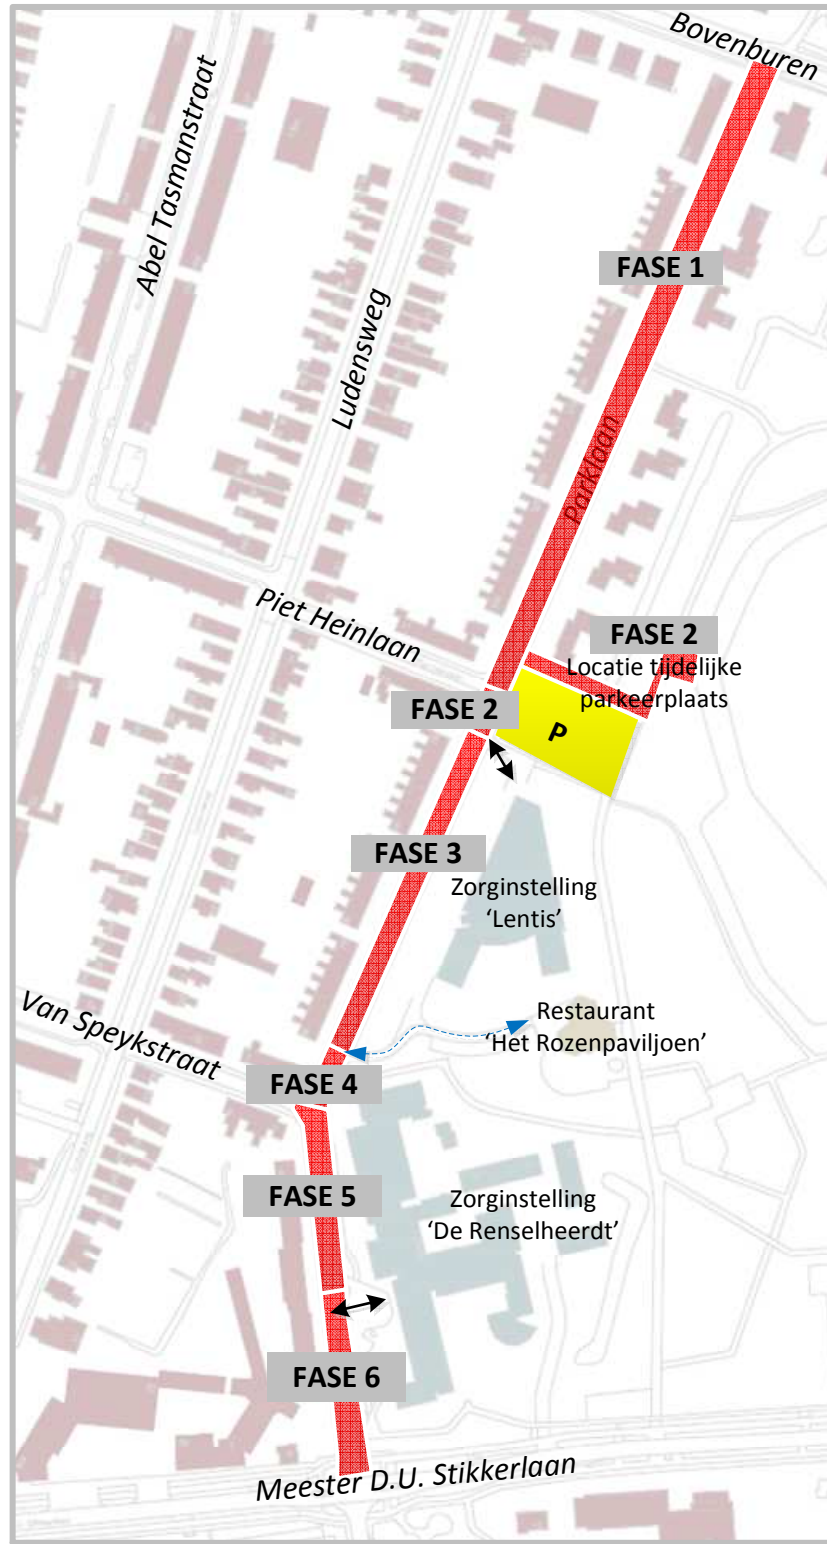 Bovenburen
Abel Tasmanstraat
FASE 1
Ludensweg
Parklaan
Piet Heinlaan
FASE 2
Locatie tijdelijke
parkeerplaats
FASE 2
P
FASE 3
Zorginstelling
‘Lentis’
Van Speykstraat
Restaurant
‘Het Rozenpaviljoen’
FASE 4
FASE 5
Zorginstelling
‘De Renselheerdt’
FASE 6
Meester D.U. Stikkerlaan